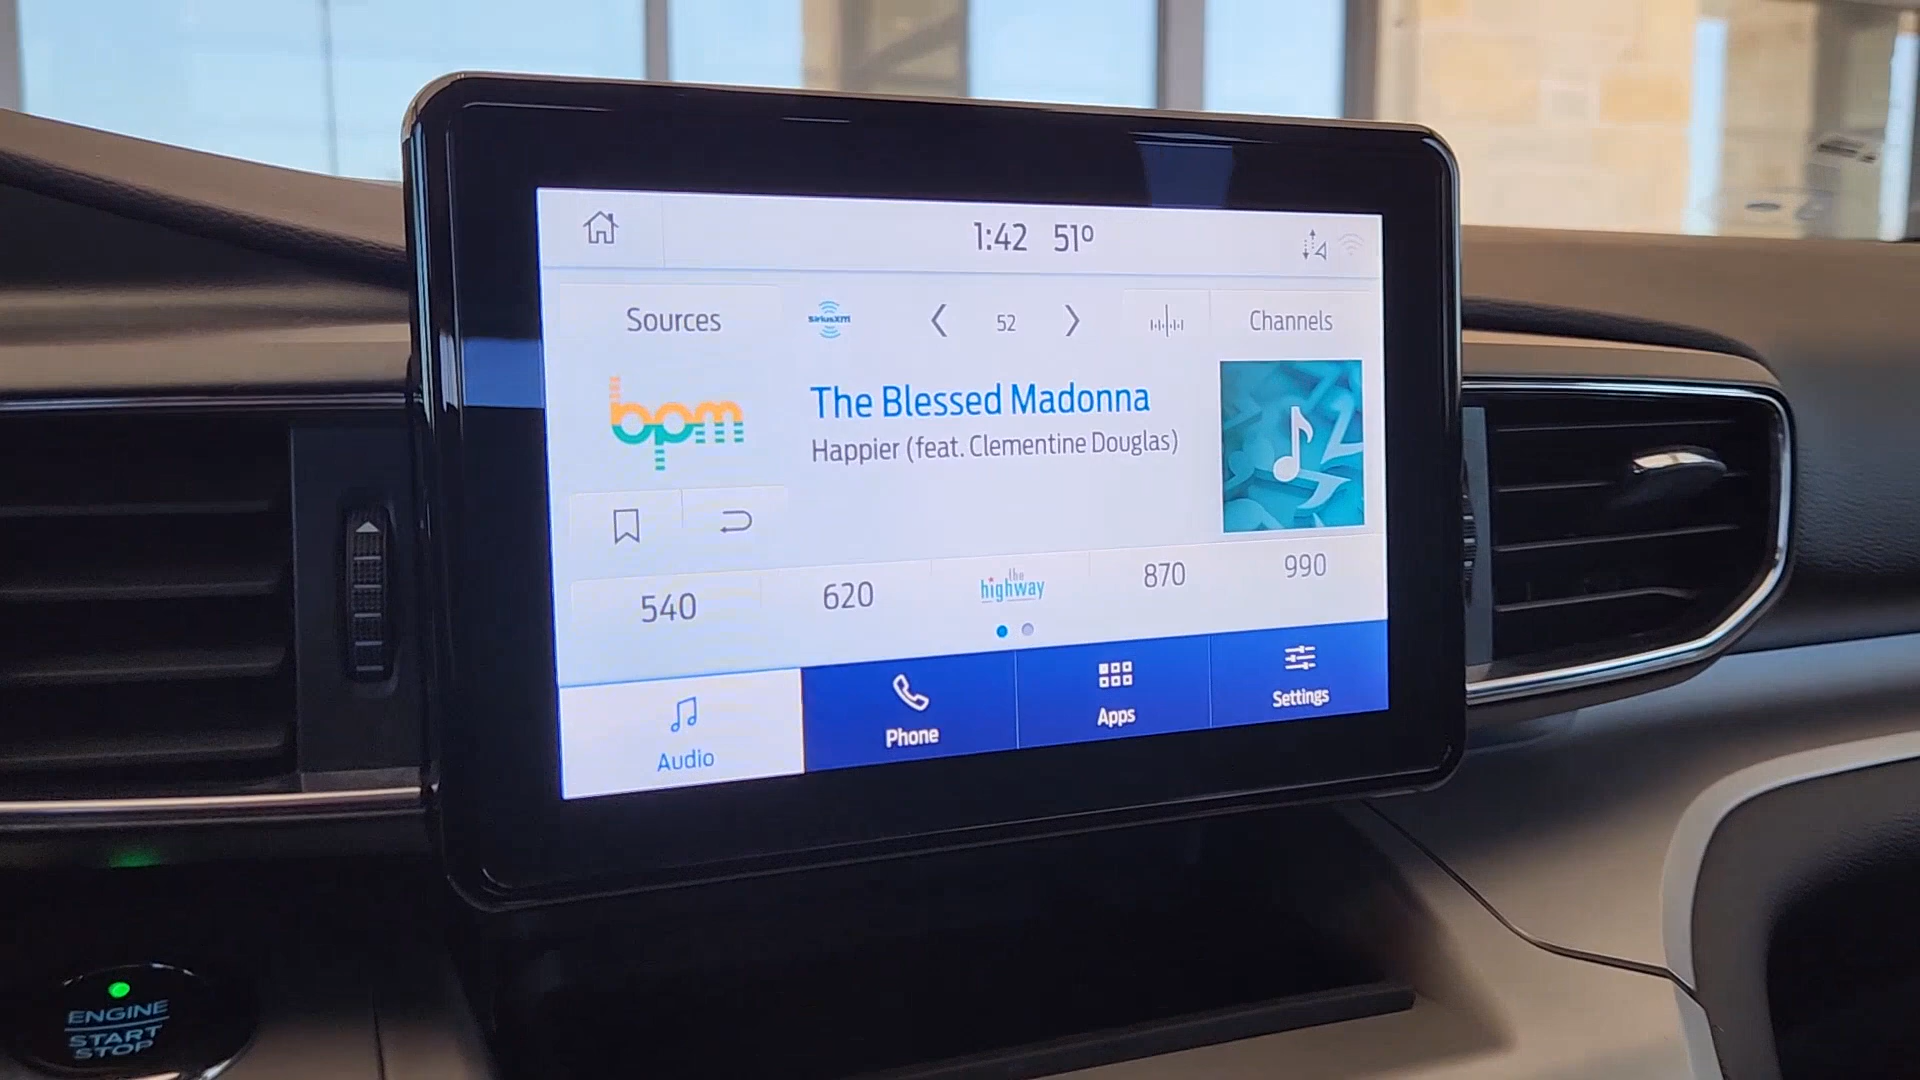 1:42 51º
Sources
SiriusXM
52
Channels
bpm
The Blessed Madonna
Happier (feat. Clementine Douglas)
540
620
the
highway
870
990
Audio
Phone
Apps
Settings
ENGINE
START
STOP